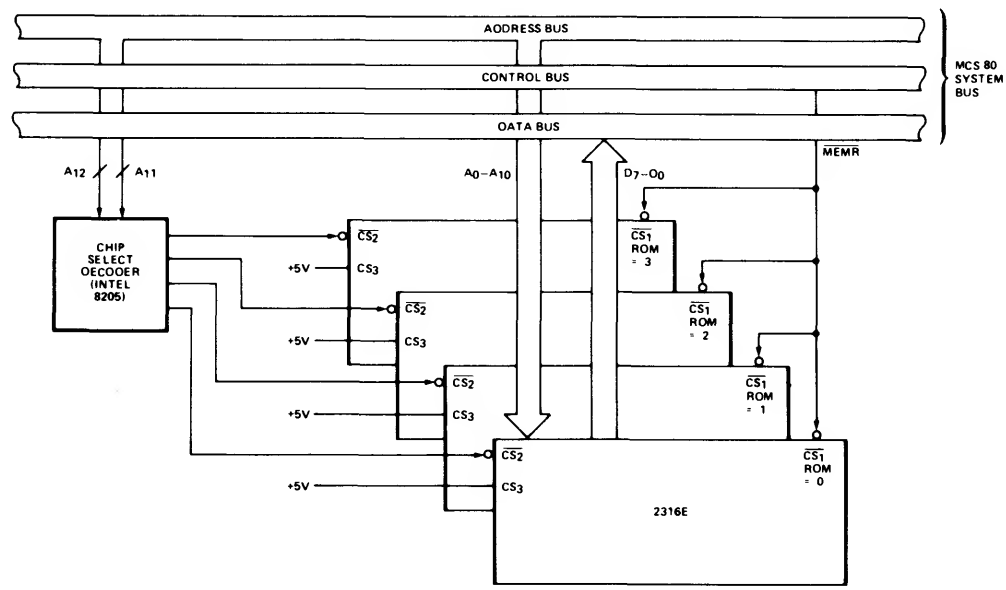 AODRESS BUS
CONTROL BUS
OATA BUS
MCS 80
SYSTEM
BUS
A12
A11
A0–A10
D7–O0
MEMR
CHIP
SELECT
OECOOER
(INTEL
8205)
CS2
+5V
CS3
CS1
ROM
= 3
CS2
+5V
CS3
CS1
ROM
= 2
CS2
+5V
CS3
CS1
ROM
= 1
CS2
+5V
CS3
CS1
ROM
= 0
2316E